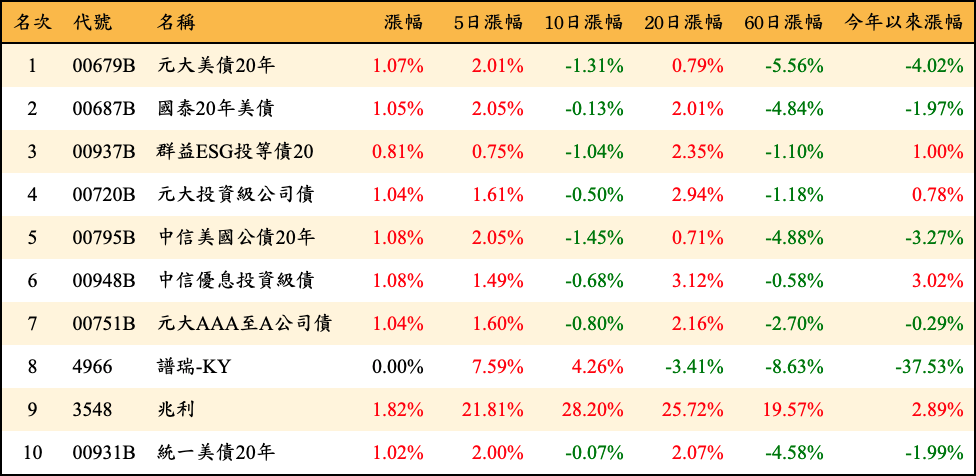 名次 代號 名稱 漲幅 5日漲幅 10日漲幅 20日漲幅 60日漲幅 今年以來漲幅
1 00679B 元大美債20年 1.07% 2.01% -1.31% 0.79% -5.56% -4.02%
2 00687B 國泰20年美債 1.05% 2.05% -0.13% 2.01% -4.84% -1.97%
3 00937B 群益ESG投等債20 0.81% 0.75% -1.04% 2.35% -1.10% 1.00%
4 00720B 元大投資級公司債 1.04% 1.61% -0.50% 2.94% -1.18% 0.78%
5 00795B 中信美國公債20年 1.08% 2.05% -1.45% 0.71% -4.88% -3.27%
6 00948B 中信優息投資級債 1.08% 1.49% -0.68% 3.12% -0.58% 3.02%
7 00751B 元大AAA至A公司債 1.04% 1.60% -0.80% 2.16% -2.70% -0.29%
8 4966 譜瑞-KY 0.00% 7.59% 4.26% -3.41% -8.63% -37.53%
9 3548 兆利 1.82% 21.81% 28.20% 25.72% 19.57% 2.89%
10 00931B 統一美債20年 1.02% 2.00% -0.07% 2.07% -4.58% -1.99%